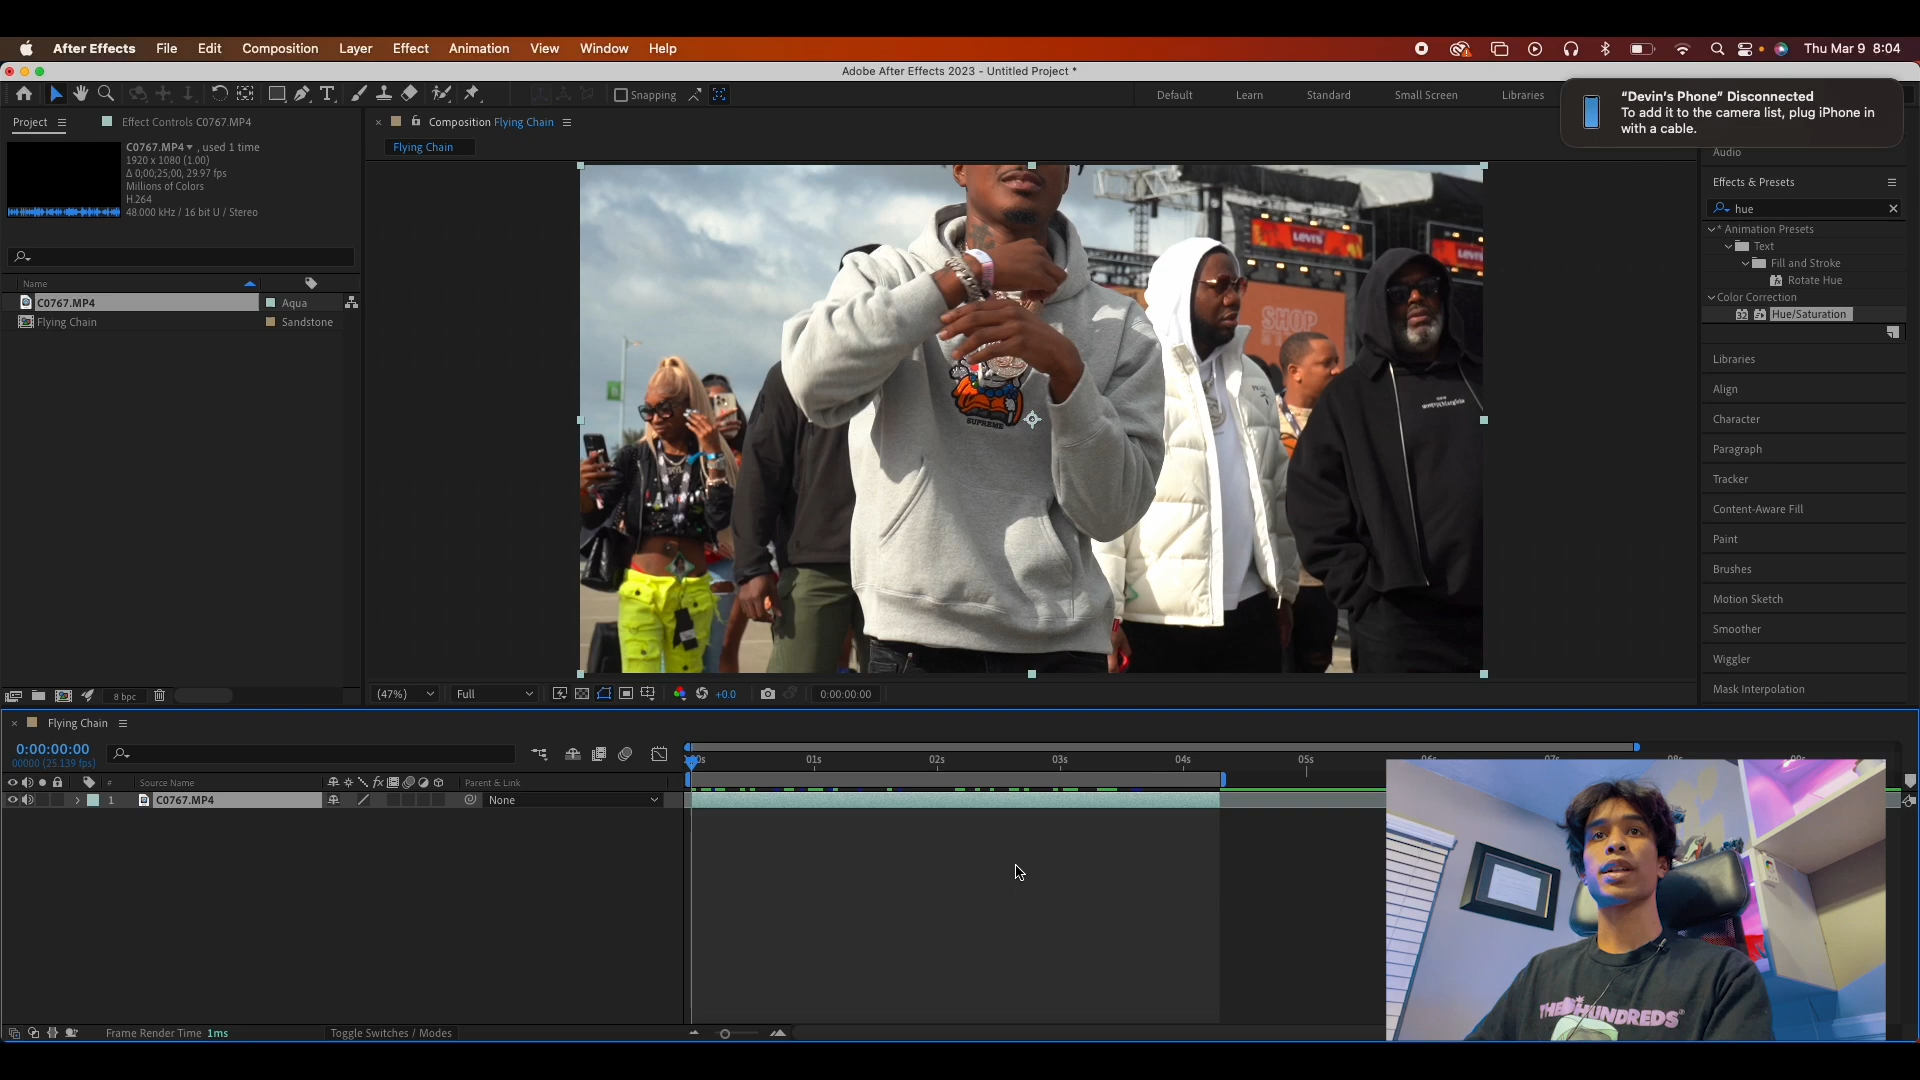 After Effects File Edit Composition Layer Effect Animation View Window Help Thu Mar 9 8:04
Adobe After Effects 2023 - Untitled Project *
Snapping Default Learn Standard Small Screen Libraries
“Devin’s Phone” Disconnected
To add it to the camera list, plug iPhone in
with a cable.
Project Effect Controls C0767.MP4
Composition Flying Chain
Flying Chain
C0767.MP4 , used 1 time
1920 x 1080 (1.00)
Δ 0;00;25;00, 29.97 fps
Millions of Colors
H.264
48.000 kHz / 16 bit U / Stereo
Name
C0767.MP4 Aqua
Flying Chain Sandstone
8 bpc
LEVI'S
SHOP
SUPREME
(47%) Full +0.0 0:00:00:00
Audio
Effects & Presets
hue
* Animation Presets
Text
Fill and Stroke
Rotate Hue
Color Correction
32 Hue/Saturation
Libraries
Align
Character
Paragraph
Tracker
Content-Aware Fill
Paint
Brushes
Motion Sketch
Smoother
Wiggler
Mask Interpolation
Flying Chain
0:00:00:00
00000 (25.139 fps)
# Source Name fx Parent & Link
1 C0767.MP4 None
01s 02s 03s 04s 05s
THE HUNDREDS
Frame Render Time 1ms Toggle Switches / Modes